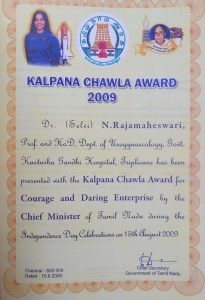 KALPANA CHAWLA AWARD
2009
Dr. (Selvi) N.Rajamaheswari,
Prof. and HoD, Dept. of Urogynaecology, Govt.
Kasturba Gandhi Hospital, Triplicane has been
presented with the Kalpana Chawla Award for
Courage and Daring Enterprise by the
Chief Minister of Tamil Nadu during the
Independence Day Celebrations on 15th August 2009
Chennai - 600 000
Dated : 15.8.2009
Chief Secretary
Government of Tamil Nadu